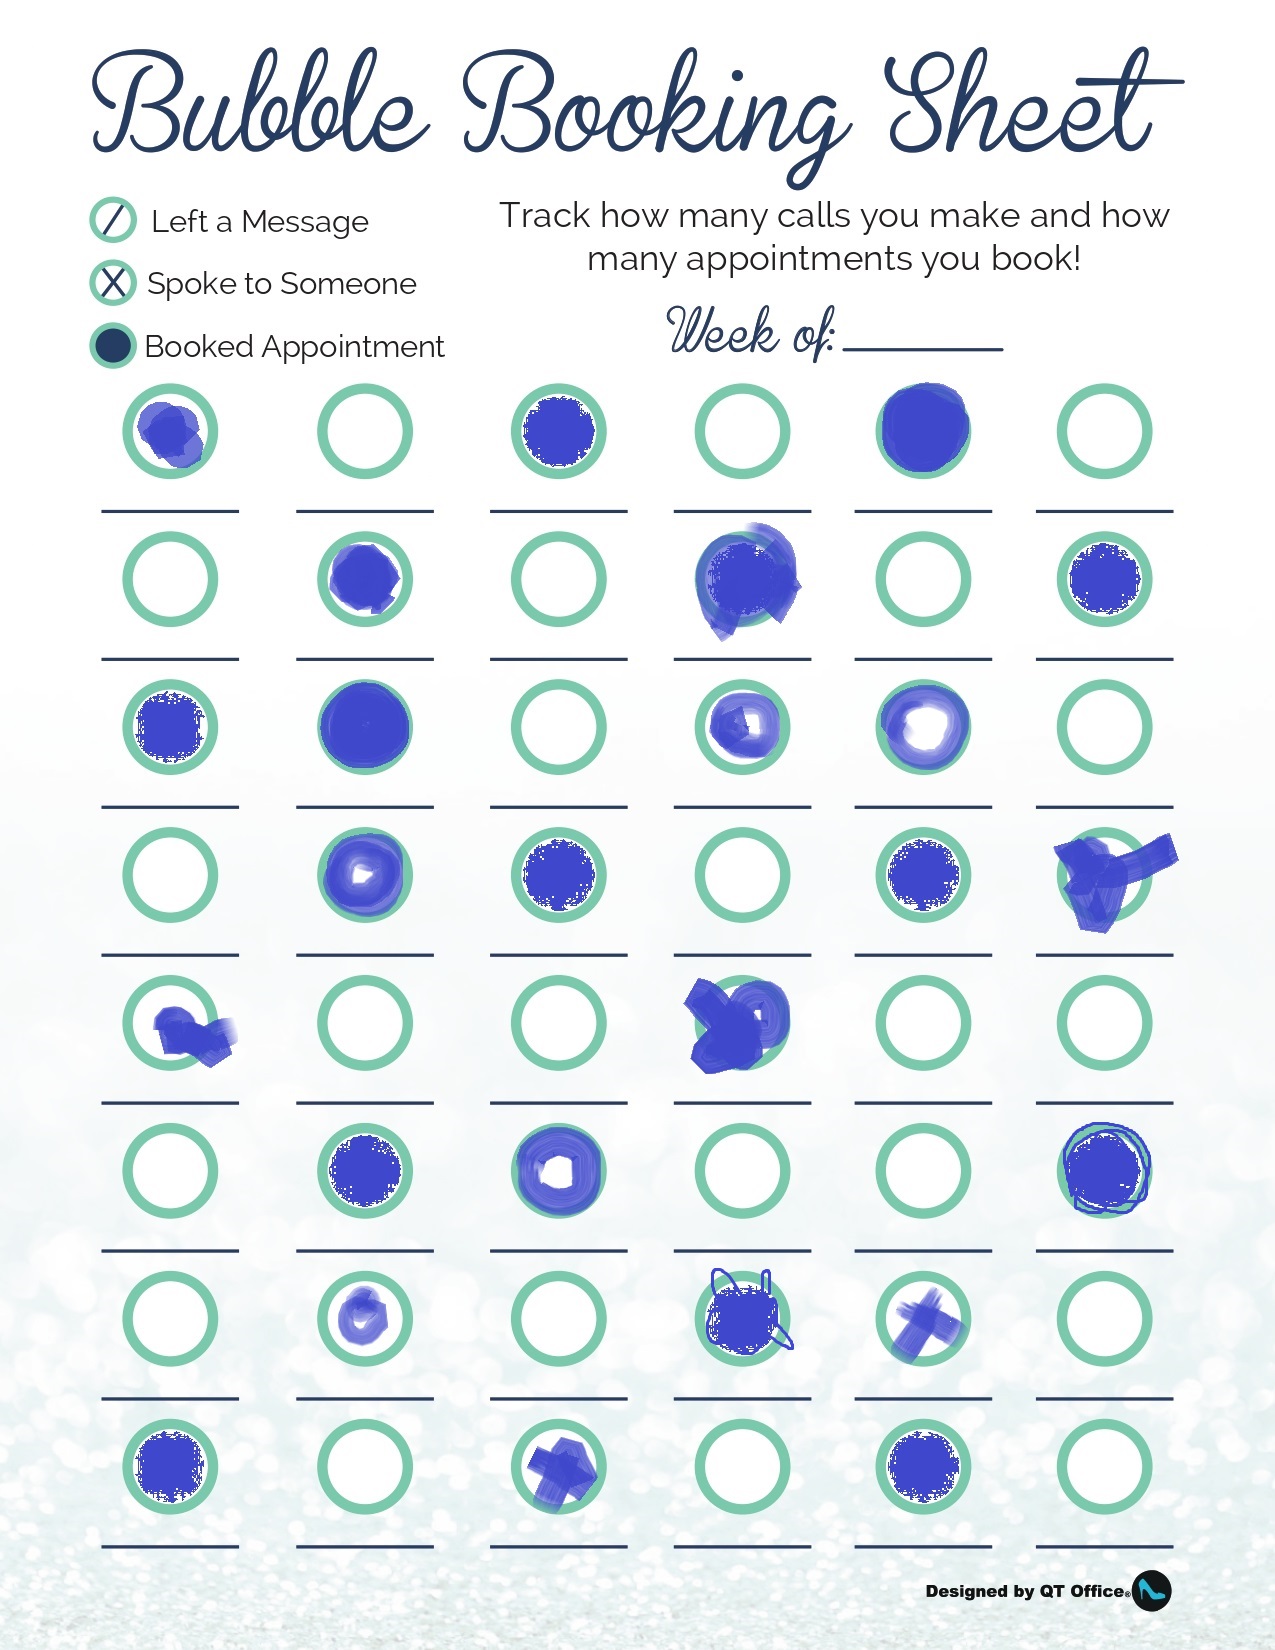 Bubble Booking Sheet
Left a Message
Track how many calls you make and how
many appointments you book!
Spoke to Someone
Week of:
Booked Appointment
Designed by QT Office®